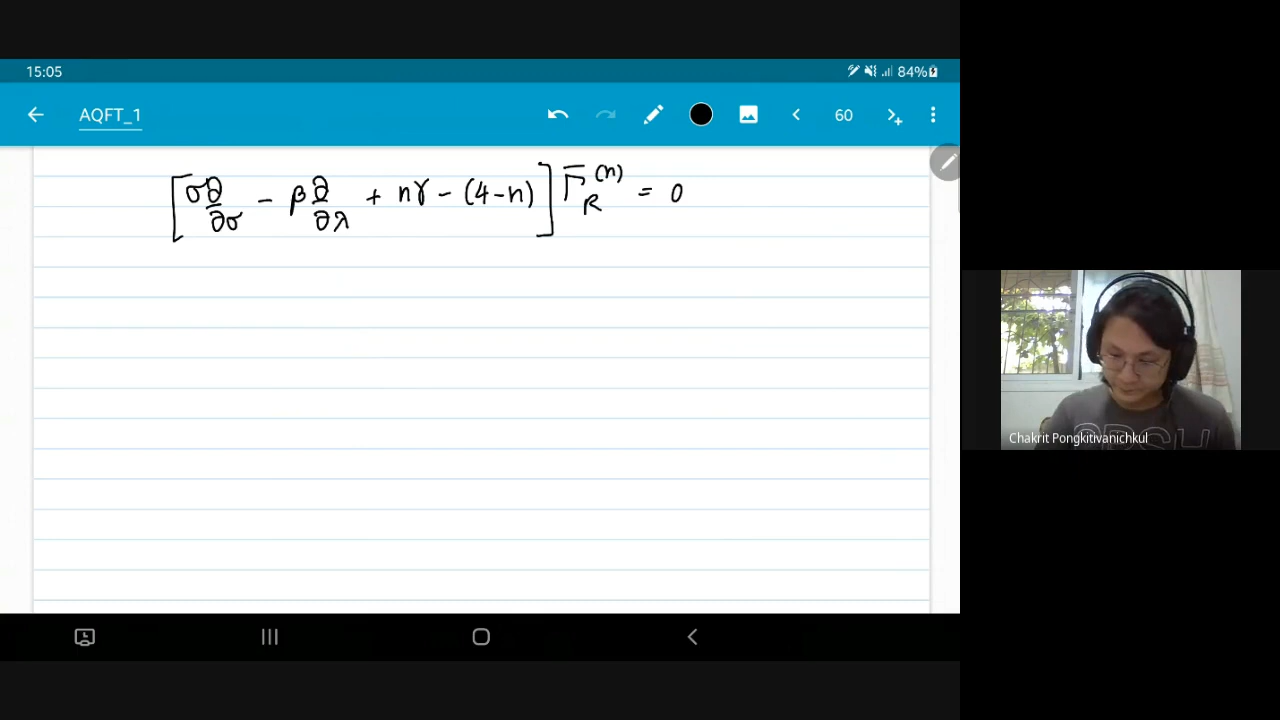 15:05
84%
AQFT_1
60
[σ∂/∂σ − β∂/∂λ + nγ − (4−n)] Γ_R^(n) = 0
Chakrit Pongkitivanichkul